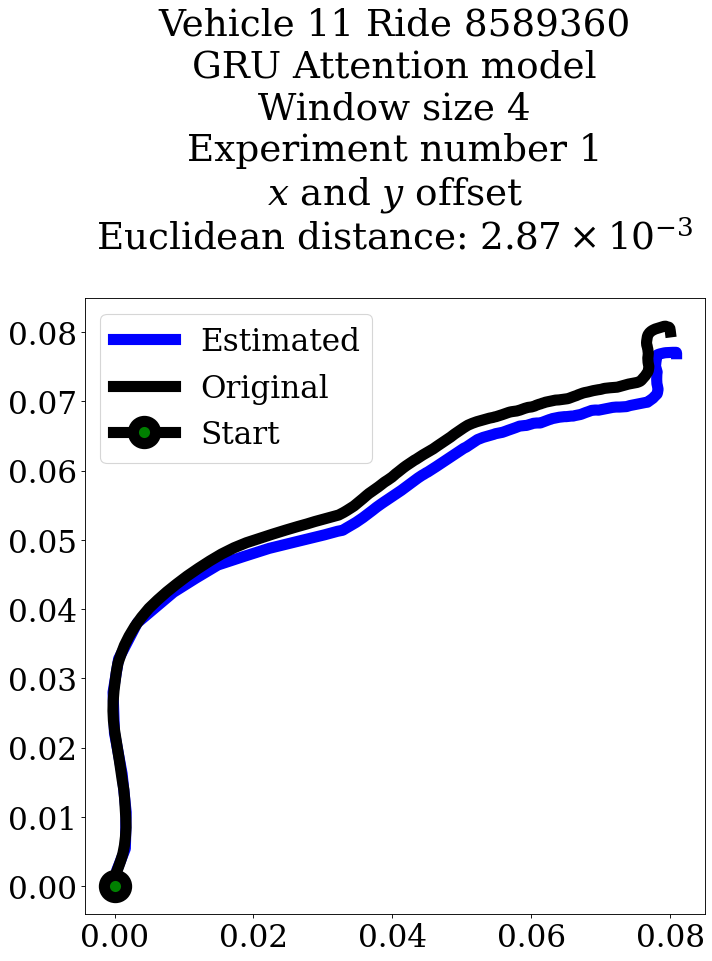 Vehicle 11 Ride 8589360
GRU Attention model
Window size 4
Experiment number 1
x and y offset
Euclidean distance: 2.87 × 10⁻³
Estimated
Original
Start
0.08
0.07
0.06
0.05
0.04
0.03
0.02
0.01
0.00
0.00 0.02 0.04 0.06 0.08